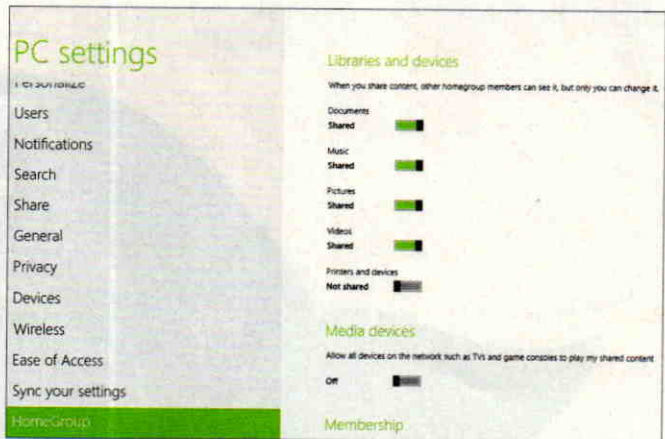 PC settings
Personalize
Users
Notifications
Search
Share
General
Privacy
Devices
Wireless
Ease of Access
Sync your settings
HomeGroup
Libraries and devices
When you share content, other homegroup members can see it, but only you can change it.
Documents
Shared
Music
Shared
Pictures
Shared
Videos
Shared
Printers and devices
Not shared
Media devices
Allow all devices on the network such as TVs and game consoles to play my shared content
Off
Membership